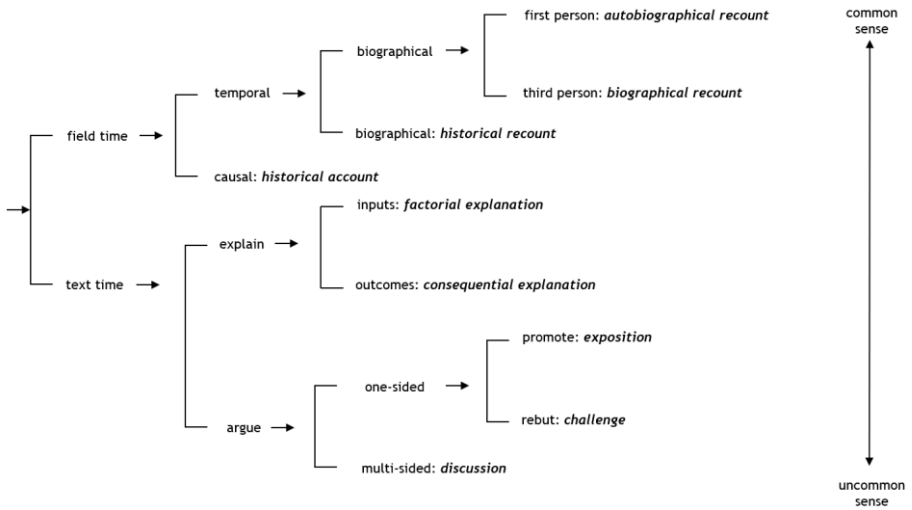 first person: autobiographical recount
common
sense
biographical
temporal
third person: biographical recount
field time
biographical: historical recount
causal: historical account
inputs: factorial explanation
explain
text time
outcomes: consequential explanation
promote: exposition
one-sided
argue
rebut: challenge
multi-sided: discussion
uncommon
sense